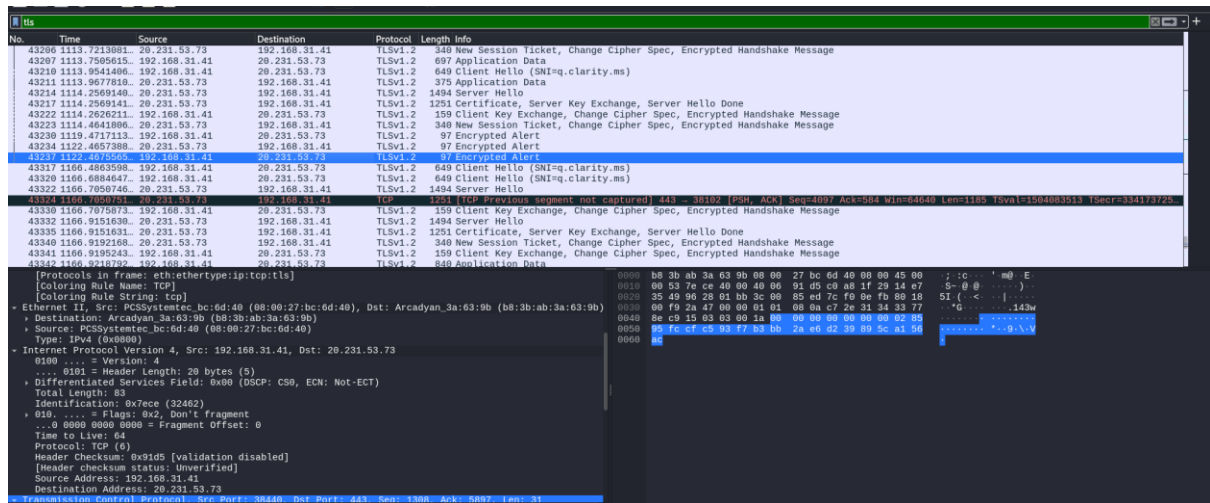 tls
No. Time Source Destination Protocol Length Info
43206 1113.7213081… 20.231.53.73 192.168.31.41 TLSv1.2 340 New Session Ticket, Change Cipher Spec, Encrypted Handshake Message
43207 1113.7505615… 192.168.31.41 20.231.53.73 TLSv1.2 697 Application Data
43210 1113.9541406… 192.168.31.41 20.231.53.73 TLSv1.2 649 Client Hello (SNI=q.clarity.ms)
43211 1113.9677810… 20.231.53.73 192.168.31.41 TLSv1.2 375 Application Data
43214 1114.2569140… 20.231.53.73 192.168.31.41 TLSv1.2 1494 Server Hello
43217 1114.2569141… 20.231.53.73 192.168.31.41 TLSv1.2 1251 Certificate, Server Key Exchange, Server Hello Done
43222 1114.2626211… 192.168.31.41 20.231.53.73 TLSv1.2 159 Client Key Exchange, Change Cipher Spec, Encrypted Handshake Message
43223 1114.4641806… 20.231.53.73 192.168.31.41 TLSv1.2 340 New Session Ticket, Change Cipher Spec, Encrypted Handshake Message
43230 1119.4717113… 20.231.53.73 192.168.31.41 TLSv1.2 97 Encrypted Alert
43234 1122.4657388… 20.231.53.73 192.168.31.41 TLSv1.2 97 Encrypted Alert
43237 1122.4675565… 192.168.31.41 20.231.53.73 TLSv1.2 97 Encrypted Alert
43317 1166.4863598… 192.168.31.41 20.231.53.73 TLSv1.2 649 Client Hello (SNI=q.clarity.ms)
43320 1166.6884647… 192.168.31.41 20.231.53.73 TLSv1.2 649 Client Hello (SNI=q.clarity.ms)
43322 1166.7050746… 20.231.53.73 192.168.31.41 TLSv1.2 1494 Server Hello
43324 1166.7050751… 20.231.53.73 192.168.31.41 TCP 1251 [TCP Previous segment not captured] 443 → 38102 [PSH, ACK] Seq=4097 Ack=584 Win=64640 Len=1185 TSval=1504083513 TSecr=334173725…
43330 1166.7075873… 192.168.31.41 20.231.53.73 TLSv1.2 159 Client Key Exchange, Change Cipher Spec, Encrypted Handshake Message
43332 1166.9151630… 20.231.53.73 192.168.31.41 TLSv1.2 1494 Server Hello
43335 1166.9151631… 20.231.53.73 192.168.31.41 TLSv1.2 1251 Certificate, Server Key Exchange, Server Hello Done
43340 1166.9192168… 20.231.53.73 192.168.31.41 TLSv1.2 340 New Session Ticket, Change Cipher Spec, Encrypted Handshake Message
43341 1166.9195243… 192.168.31.41 20.231.53.73 TLSv1.2 159 Client Key Exchange, Change Cipher Spec, Encrypted Handshake Message
43342 1166.9218792… 192.168.31.41 20.231.53.73 TLSv1.2 840 Application Data
[Protocols in frame: eth:ethertype:ip:tcp:tls]
[Coloring Rule Name: TCP]
[Coloring Rule String: tcp]
Ethernet II, Src: PCSSystemtec_bc:6d:40 (08:00:27:bc:6d:40), Dst: Arcadyan_3a:63:9b (b8:3b:ab:3a:63:9b)
Destination: Arcadyan_3a:63:9b (b8:3b:ab:3a:63:9b)
Source: PCSSystemtec_bc:6d:40 (08:00:27:bc:6d:40)
Type: IPv4 (0x0800)
Internet Protocol Version 4, Src: 192.168.31.41, Dst: 20.231.53.73
0100 .... = Version: 4
.... 0101 = Header Length: 20 bytes (5)
Differentiated Services Field: 0x00 (DSCP: CS0, ECN: Not-ECT)
Total Length: 83
Identification: 0x7ece (32462)
010. .... = Flags: 0x2, Don't fragment
...0 0000 0000 0000 = Fragment Offset: 0
Time to Live: 64
Protocol: TCP (6)
Header Checksum: 0x91d5 [validation disabled]
[Header checksum status: Unverified]
Source Address: 192.168.31.41
Destination Address: 20.231.53.73
Transmission Control Protocol, Src Port: 38440, Dst Port: 443, Seq: 1308, Ack: 5897, Len: 31
0000 b8 3b ab 3a 63 9b 08 00 27 bc 6d 40 08 00 45 00 ·;·:c··· '·m@··E·
0010 00 53 7e ce 40 00 40 06 91 d5 c0 a8 1f 29 14 e7 ·S~·@·@· ·····)··
0020 35 49 96 28 01 bb 3c 00 85 ed 7c f0 0e fb 80 18 5I·(··<· ··|·····
0030 00 f9 2a 47 00 00 01 01 08 0a c7 2e 31 34 33 77 ··*G···· ···.143w
0040 8e c9 15 03 03 00 1a 00 00 00 00 00 00 00 02 85 ········ ········
0050 95 fc cf c5 93 f7 b3 bb 2a e6 d2 39 89 5c a1 56 ········ *··9·\·V
0060 ac ·